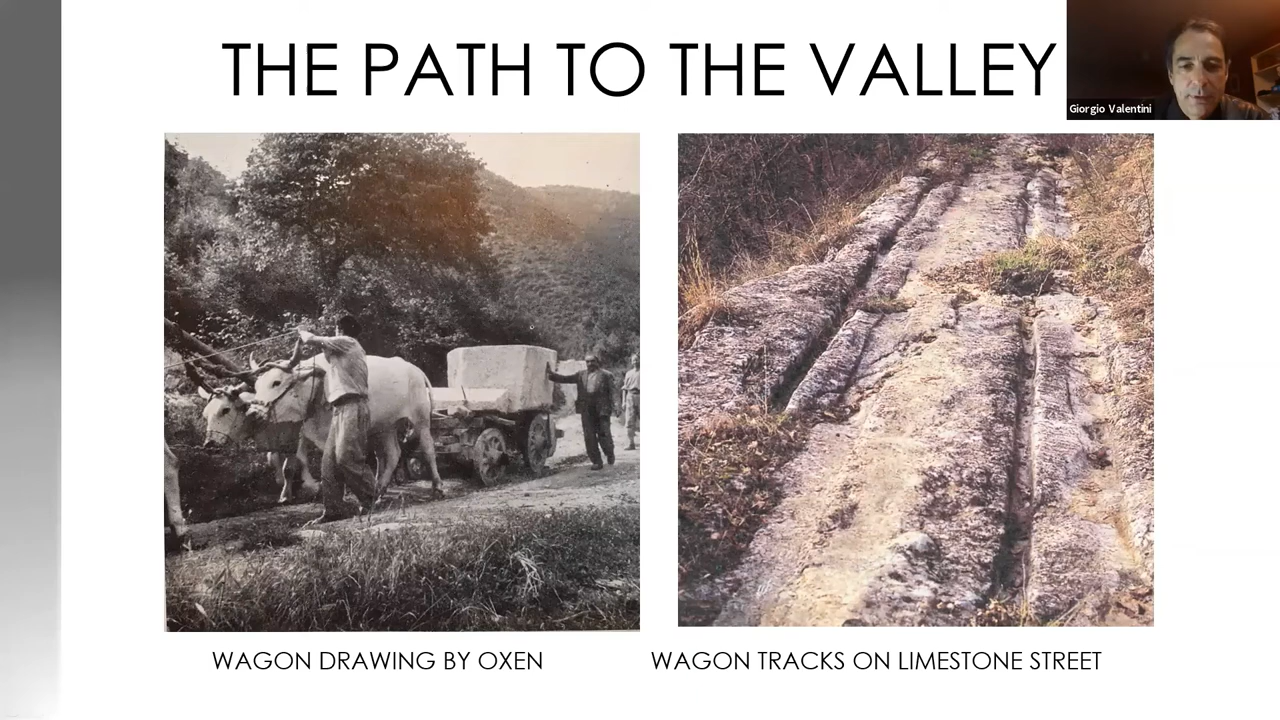 THE PATH TO THE VALLEY
Giorgio Valentini
WAGON DRAWING BY OXEN
WAGON TRACKS ON LIMESTONE STREET